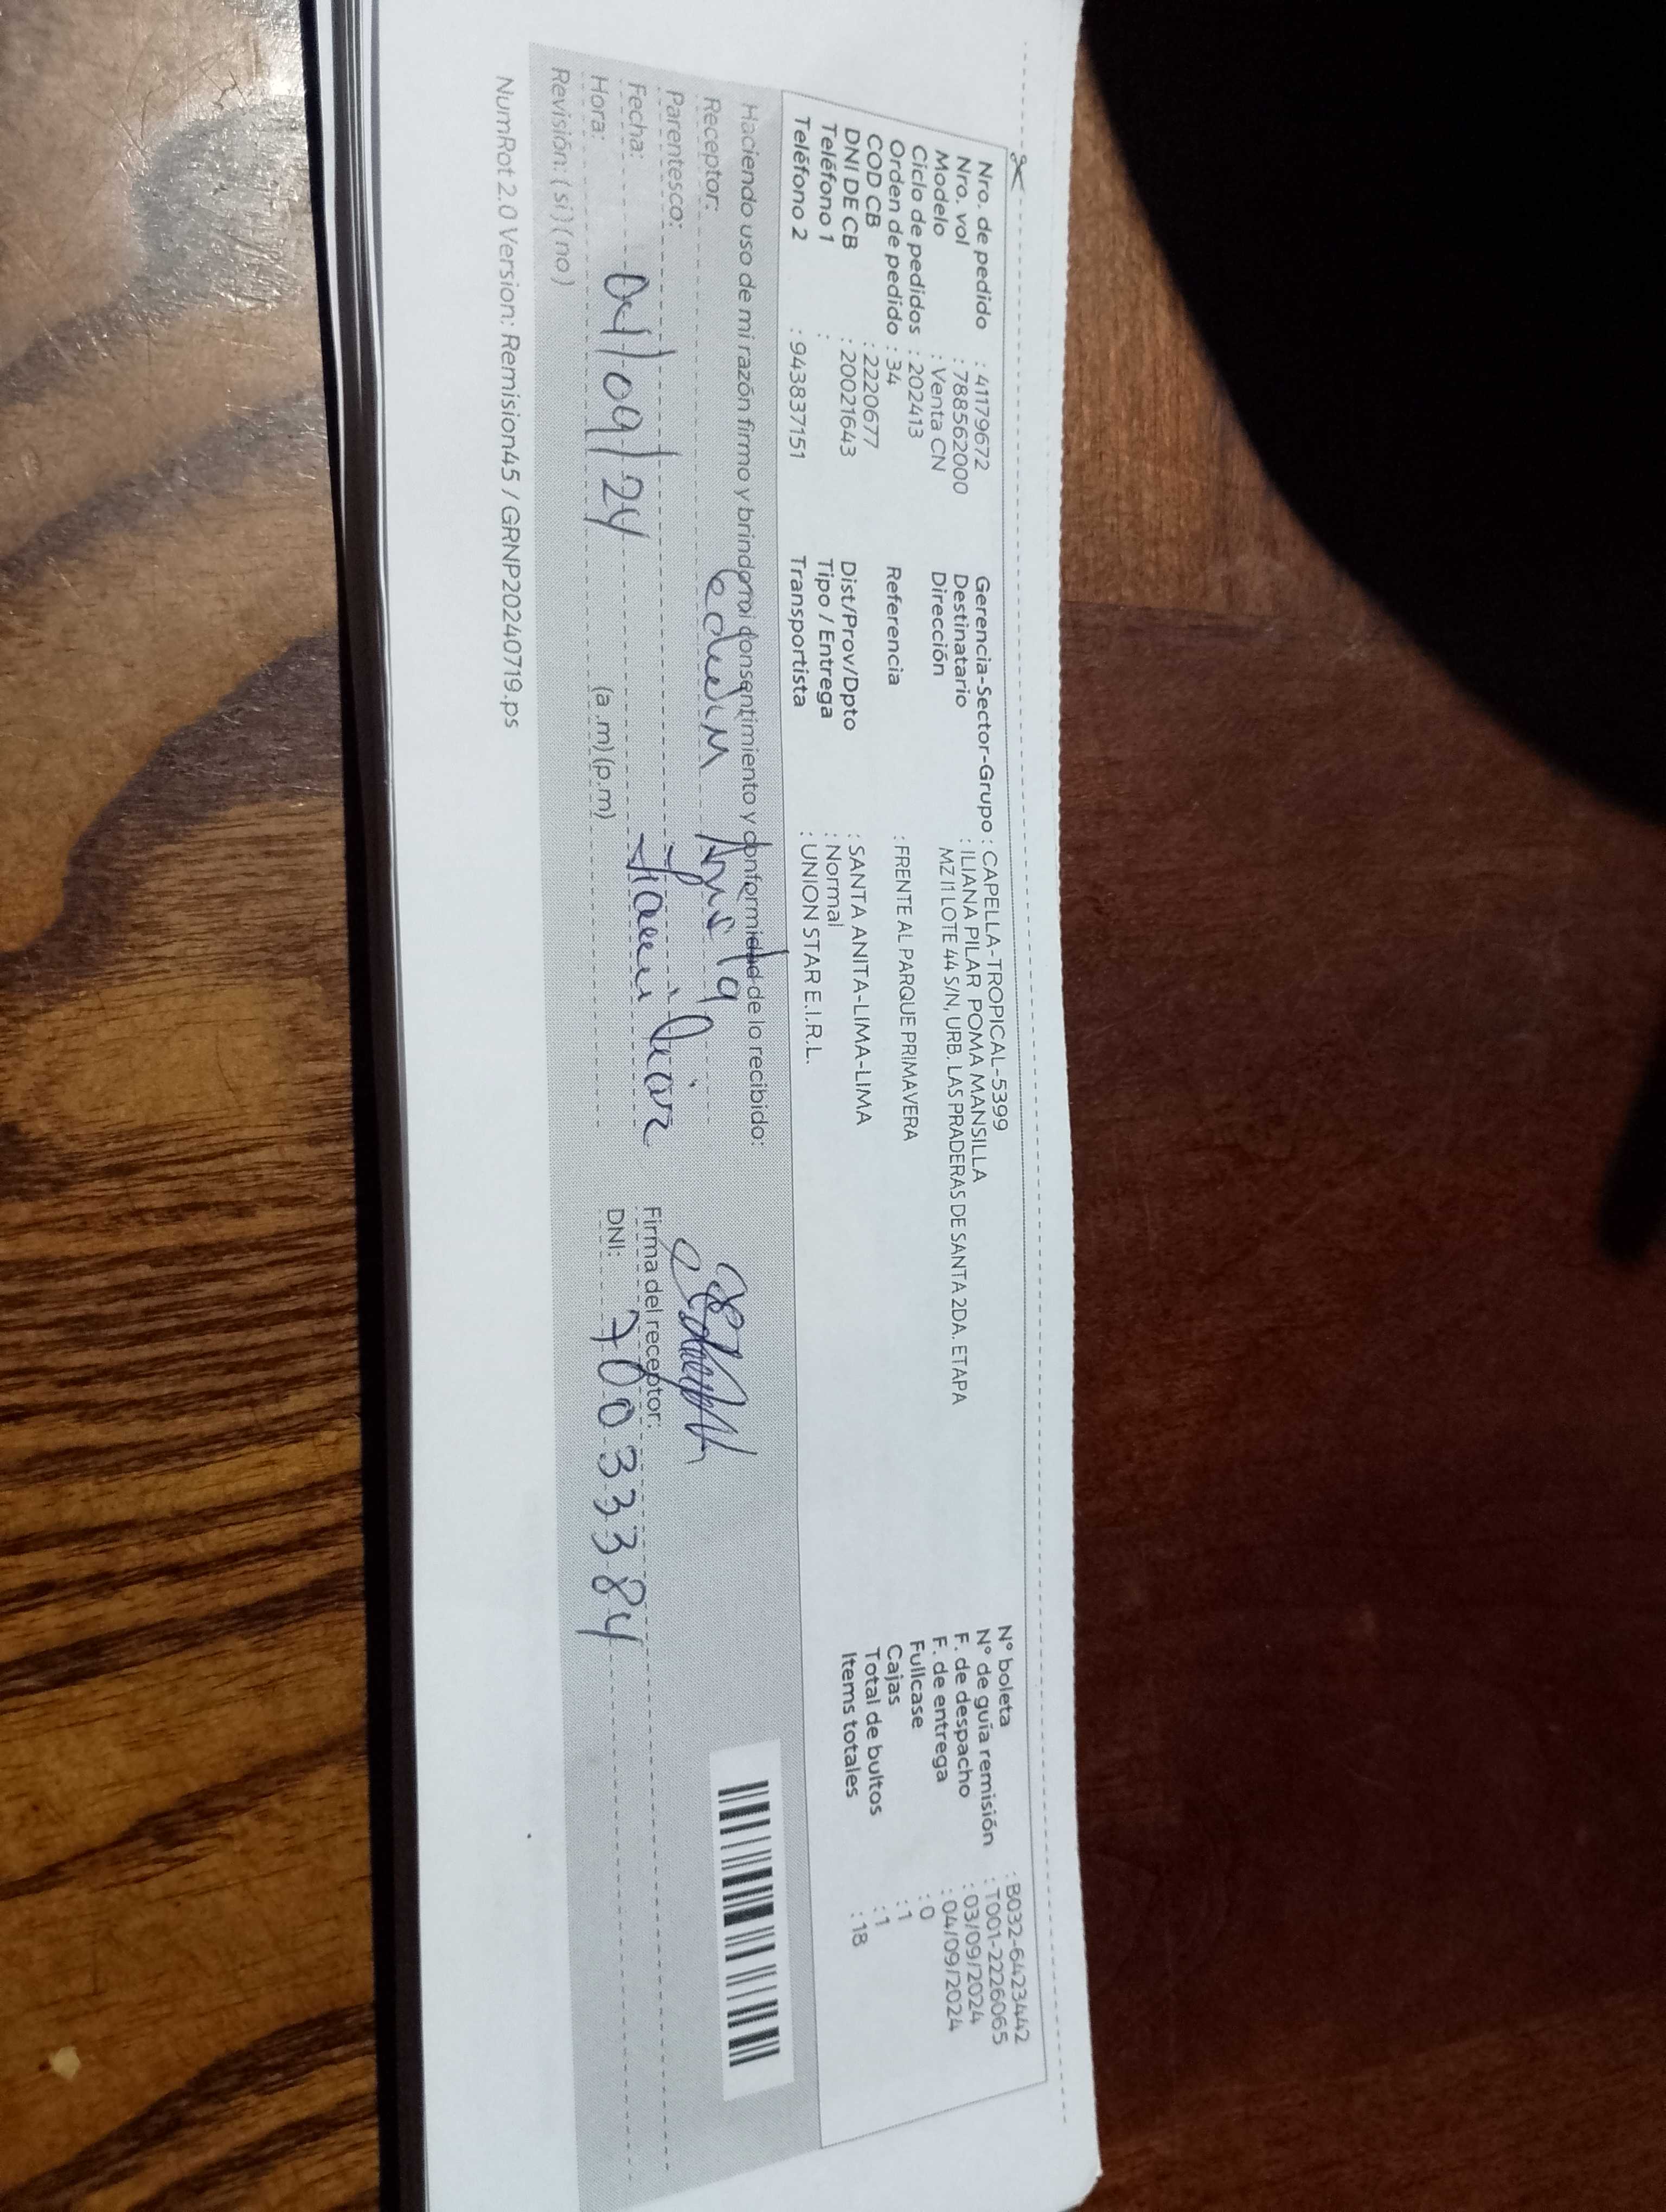 Nro. de pedido : 41179672
Nro. vol : 788562000
Modelo : Venta CN
Ciclo de pedidos : 202413
Orden de pedido : 34
COD CB : 2220677
DNI DE CB : 20021643
Teléfono 1 :
Teléfono 2 : 943837151
Gerencia-Sector-Grupo : CAPELLA-TROPICAL-5399
Destinatario : ILIANA PILAR POMA MANSILLA
Dirección MZ I1 LOTE 44 S/N, URB. LAS PRADERAS DE SANTA 2DA. ETAPA
Referencia : FRENTE AL PARQUE PRIMAVERA
Dist/Prov/Dpto : SANTA ANITA-LIMA-LIMA
Tipo / Entrega : Normal
Transportista : UNION STAR E.I.R.L.
N° boleta : B032-6423442
N° de guía remisión : T001-2226065
F. de despacho : 03/09/2024
F. de entrega : 04/09/2024
Fullcase : 0
Cajas : 1
Total de bultos : 1
Items totales : 18
Haciendo uso de mi razón firmo y brindo mi consentimiento y conformidad de lo recibido:
Receptor:
Parentesco:
Fecha: 04/09/24
Hora: (a.m)(p.m)
Revisión: (si) (no)
Firma del receptor:
DNI: 70033384
NumRot 2.0 Version: Remision45 / GRNP20240719.ps